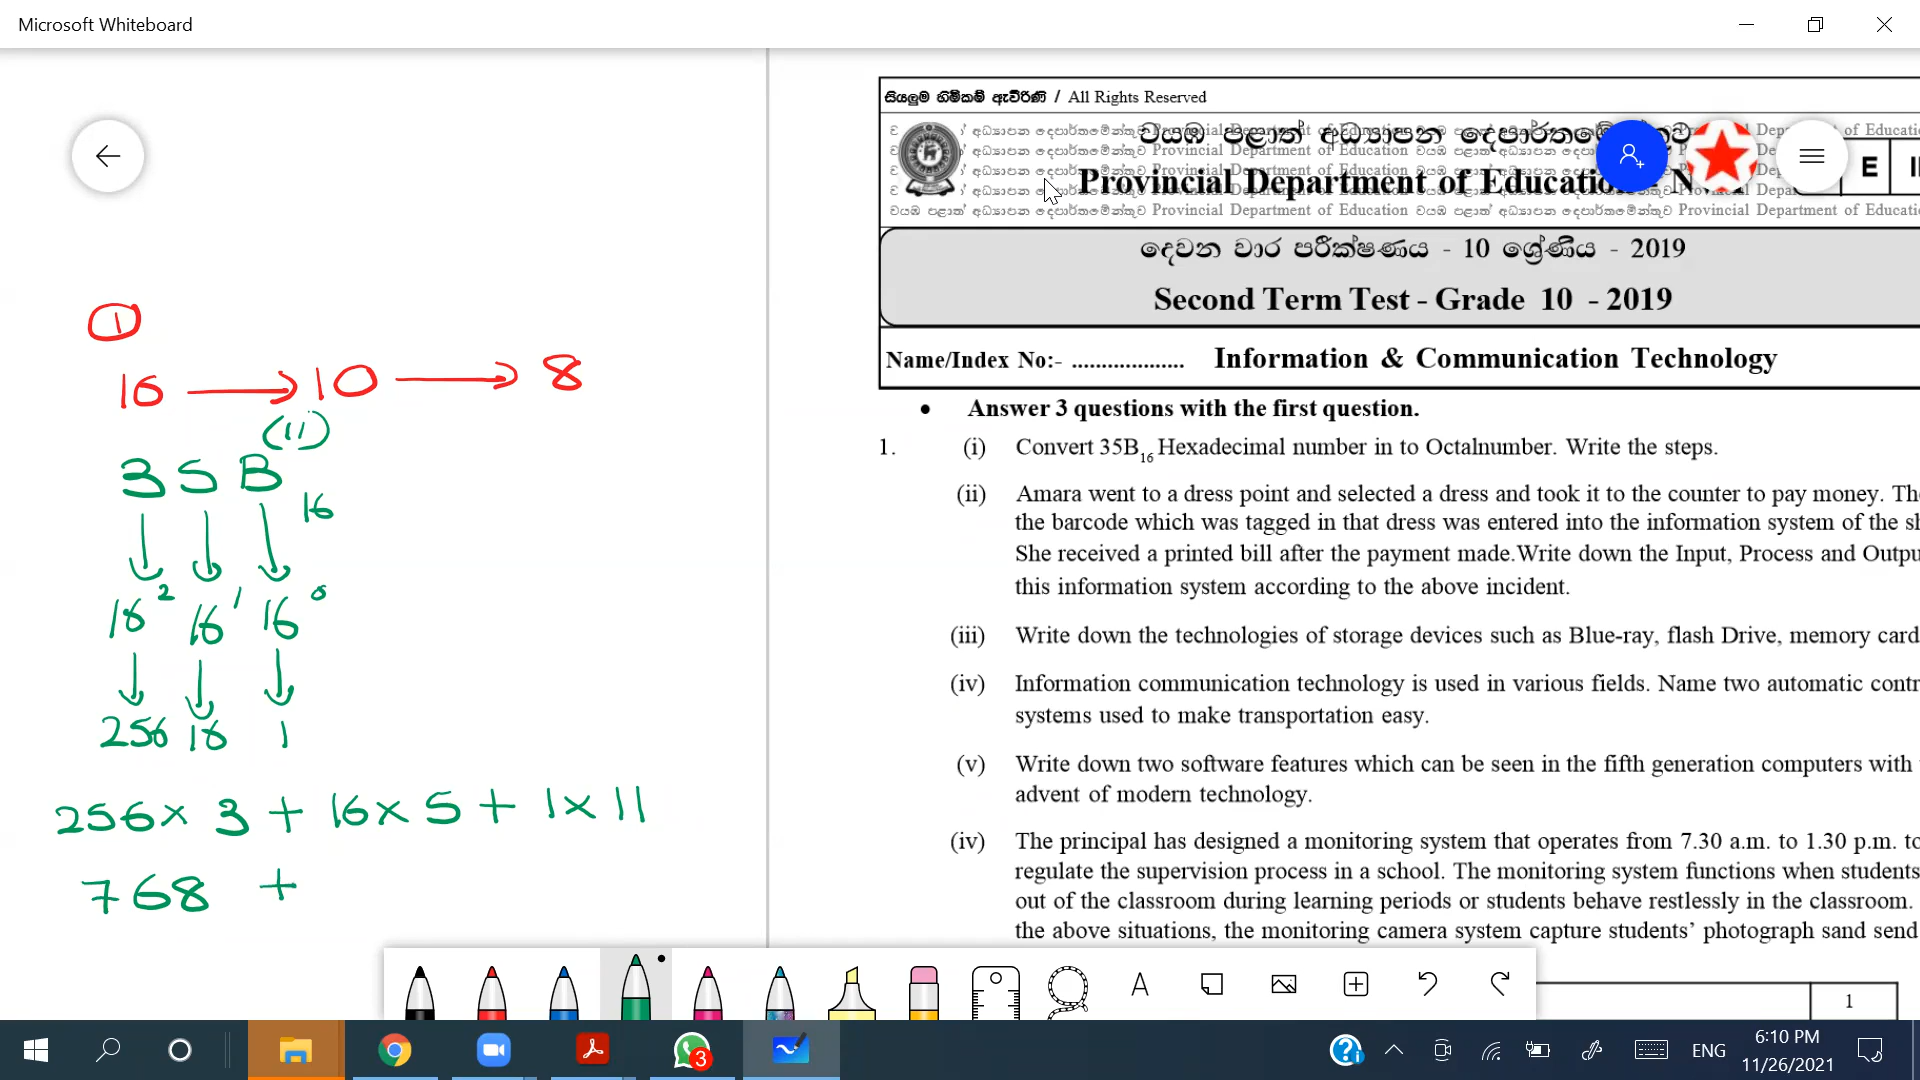 Microsoft Whiteboard
1
16 → 10 → 8
(11)
3 5 B 16
16² 16¹ 16⁰
256 16 1
256 × 3 + 16 × 5 + 1 × 11
768 +
සියලුම හිමිකම් ඇවිරිණි / All Rights Reserved
වයඹ පළාත් අධ්‍යාපන දෙපාර්තමේන්තුව
Provincial Department of Education - N
E
දෙවන වාර පරීක්ෂණය - 10 ශ්‍රේණිය - 2019
Second Term Test - Grade 10 - 2019
Name/Index No:- ................... Information & Communication Technology
• Answer 3 questions with the first question.
1. (i) Convert 35B₁₆ Hexadecimal number in to Octalnumber. Write the steps.
(ii) Amara went to a dress point and selected a dress and took it to the counter to pay money. The
the barcode which was tagged in that dress was entered into the information system of the sh
She received a printed bill after the payment made.Write down the Input, Process and Outpu
this information system according to the above incident.
(iii) Write down the technologies of storage devices such as Blue-ray, flash Drive, memory card
(iv) Information communication technology is used in various fields. Name two automatic contr
systems used to make transportation easy.
(v) Write down two software features which can be seen in the fifth generation computers with
advent of modern technology.
(iv) The principal has designed a monitoring system that operates from 7.30 a.m. to 1.30 p.m. to
regulate the supervision process in a school. The monitoring system functions when students
out of the classroom during learning periods or students behave restlessly in the classroom.
the above situations, the monitoring camera system capture students’ photograph sand send
1
3
ENG
6:10 PM
11/26/2021